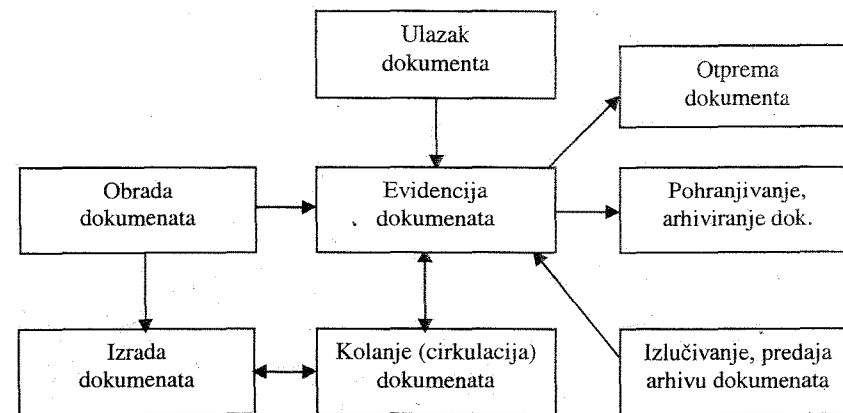 Ulazak
dokumenta
Otprema
dokumenta
Obrada
dokumenata
Evidencija
dokumenata
Pohranjivanje,
arhiviranje dok.
Izrada
dokumenata
Kolanje (cirkulacija)
dokumenata
Izlučivanje, predaja
arhivu dokumenata